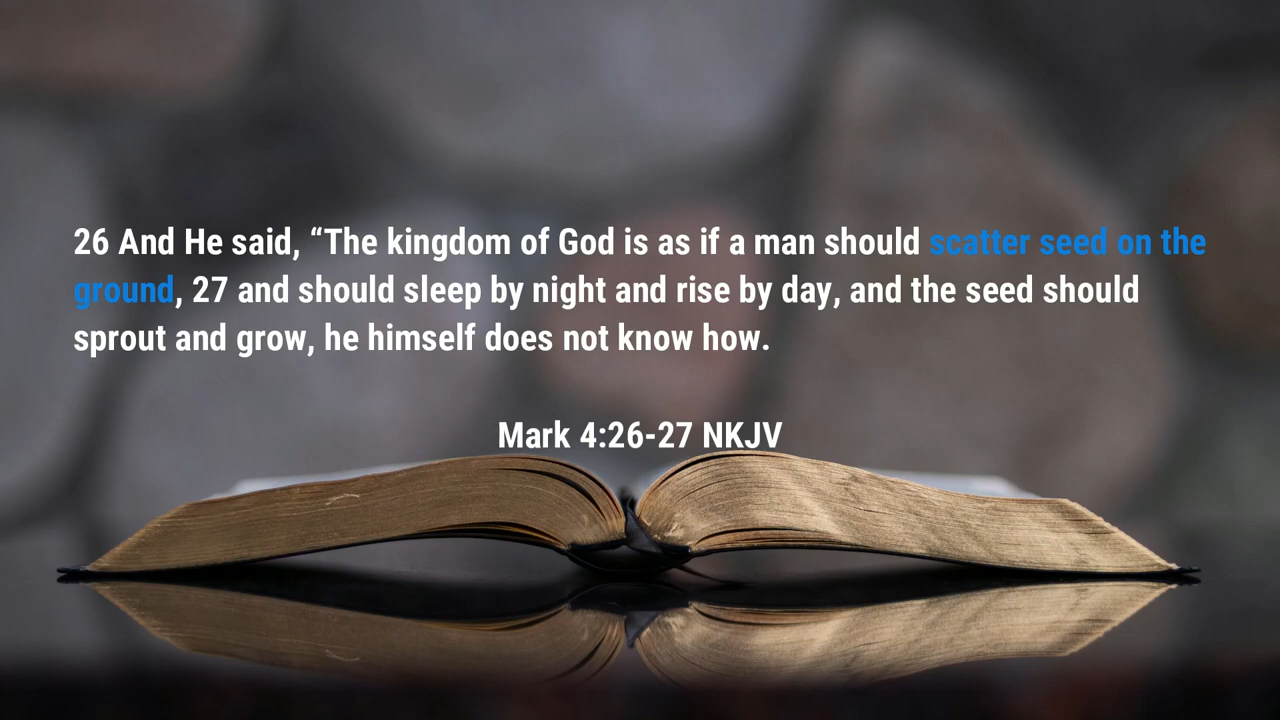 26 And He said, “The kingdom of God is as if a man should scatter seed on the
ground, 27 and should sleep by night and rise by day, and the seed should
sprout and grow, he himself does not know how.
Mark 4:26-27 NKJV